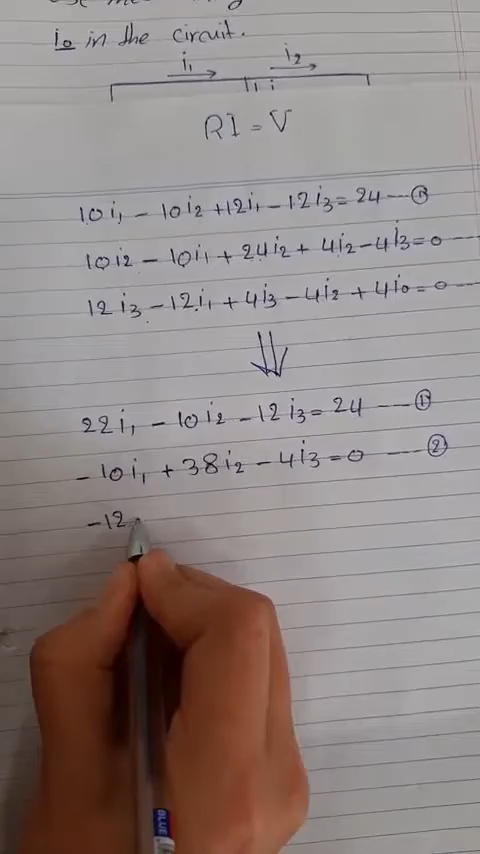 i₀ in the circuit.
i₁ i₂
RI = V
10i₁ - 10i₂ + 12i₁ - 12i₃ = 24 — ①
10i₂ - 10i₁ + 24i₂ + 4i₂ - 4i₃ = 0 —
12i₃ - 12i₁ + 4i₃ - 4i₂ + 4i₀ = 0 —
⇓
22i₁ - 10i₂ - 12i₃ = 24 — ①
-10i₁ + 38i₂ - 4i₃ = 0 — ②
-12
BLUE